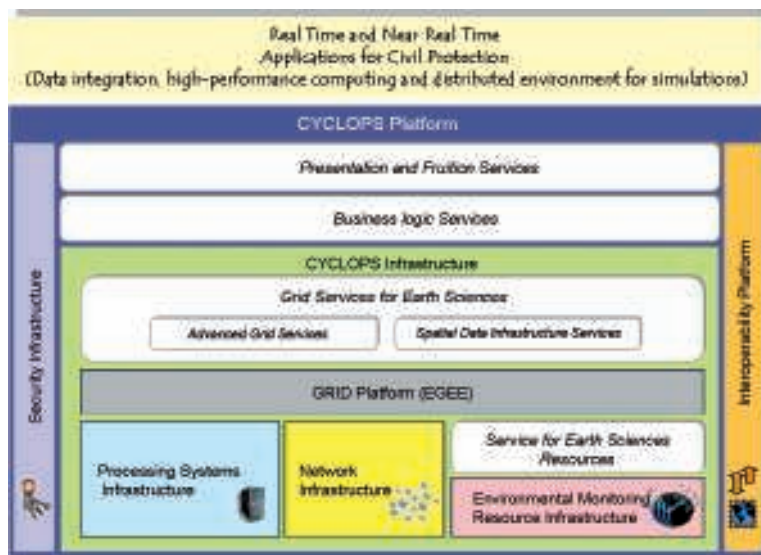 Real Time and Near Real Time
Applications for Civil Protection
(Data integration, high-performance computing and distributed environment for simulations)
CYCLOPS Platform
Presentation and Fruition Services
Business logic Services
CYCLOPS Infrastructure
Grid Services for Earth Sciences
Advanced Grid Services
Spatial Data Infrastructure Services
GRID Platform (EGEE)
Processing Systems
Infrastructure
Network
Infrastructure
Service for Earth Sciences
Resources
Environmental Monitoring
Resource Infrastructure
Security Infrastructure
Interoperability Platform